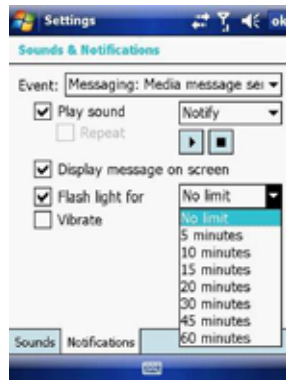 Settings ok
Sounds & Notifications
Event: Messaging: Media message sei
Play sound Notify
Repeat
Display message on screen
Flash light for No limit
Vibrate No limit
5 minutes
10 minutes
15 minutes
20 minutes
30 minutes
45 minutes
Sounds Notifications 60 minutes